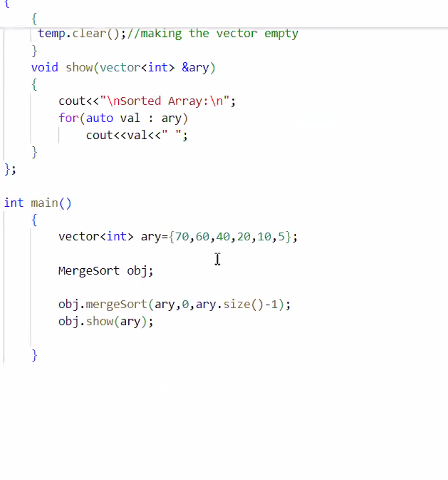 {
{
temp.clear();//making the vector empty
}
void show(vector<int> &ary)
{
cout<<"\nSorted Array:\n";
for(auto val : ary)
cout<<val<<" ";
}
};
int main()
{
vector<int> ary={70,60,40,20,10,5};
MergeSort obj;
obj.mergeSort(ary,0,ary.size()-1);
obj.show(ary);
}